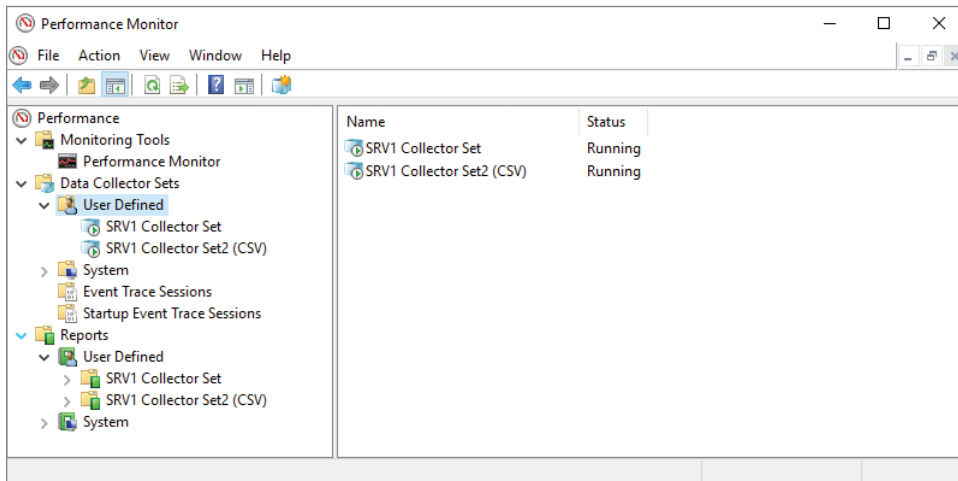 Performance Monitor
File Action View Window Help
Performance
Monitoring Tools
Performance Monitor
Data Collector Sets
User Defined
SRV1 Collector Set
SRV1 Collector Set2 (CSV)
System
Event Trace Sessions
Startup Event Trace Sessions
Reports
User Defined
SRV1 Collector Set
SRV1 Collector Set2 (CSV)
System
Name Status
SRV1 Collector Set Running
SRV1 Collector Set2 (CSV) Running